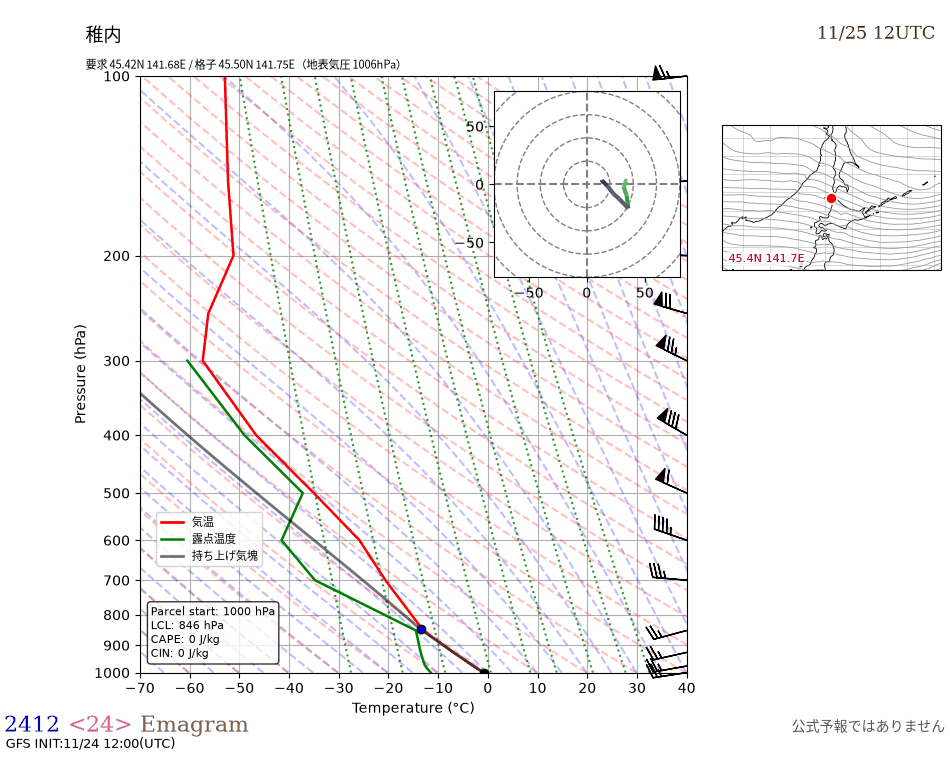 稚内
11/25 12UTC
要求 45.42N 141.68E / 格子 45.50N 141.75E（地表気圧 1006hPa）
100
200
300
400
500
600
700
800
900
1000
Pressure (hPa)
−70 −60 −50 −40 −30 −20 −10 0 10 20 30 40
Temperature (°C)
50
0
−50
−50 0 50
45.4N 141.7E
気温
露点温度
持ち上げ気塊
Parcel start: 1000 hPa
LCL: 846 hPa
CAPE: 0 J/kg
CIN: 0 J/kg
2412 <24> Emagram
GFS INIT:11/24 12:00(UTC)
公式予報ではありません